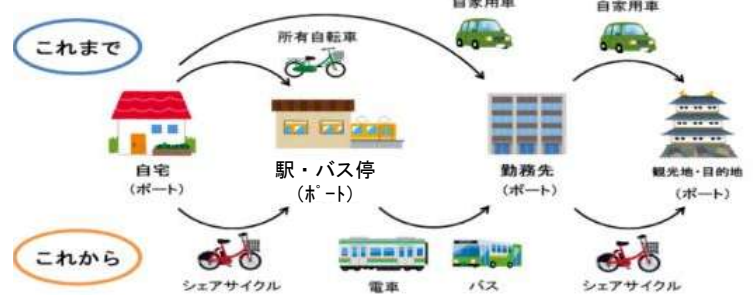 自家用車
自家用車
これまで
所有自転車
自宅
(ポート)
駅・バス停
(ﾎﾟｰﾄ)
勤務先
(ポート)
観光地・目的地
(ポート)
これから
シェアサイクル
電車
バス
シェアサイクル